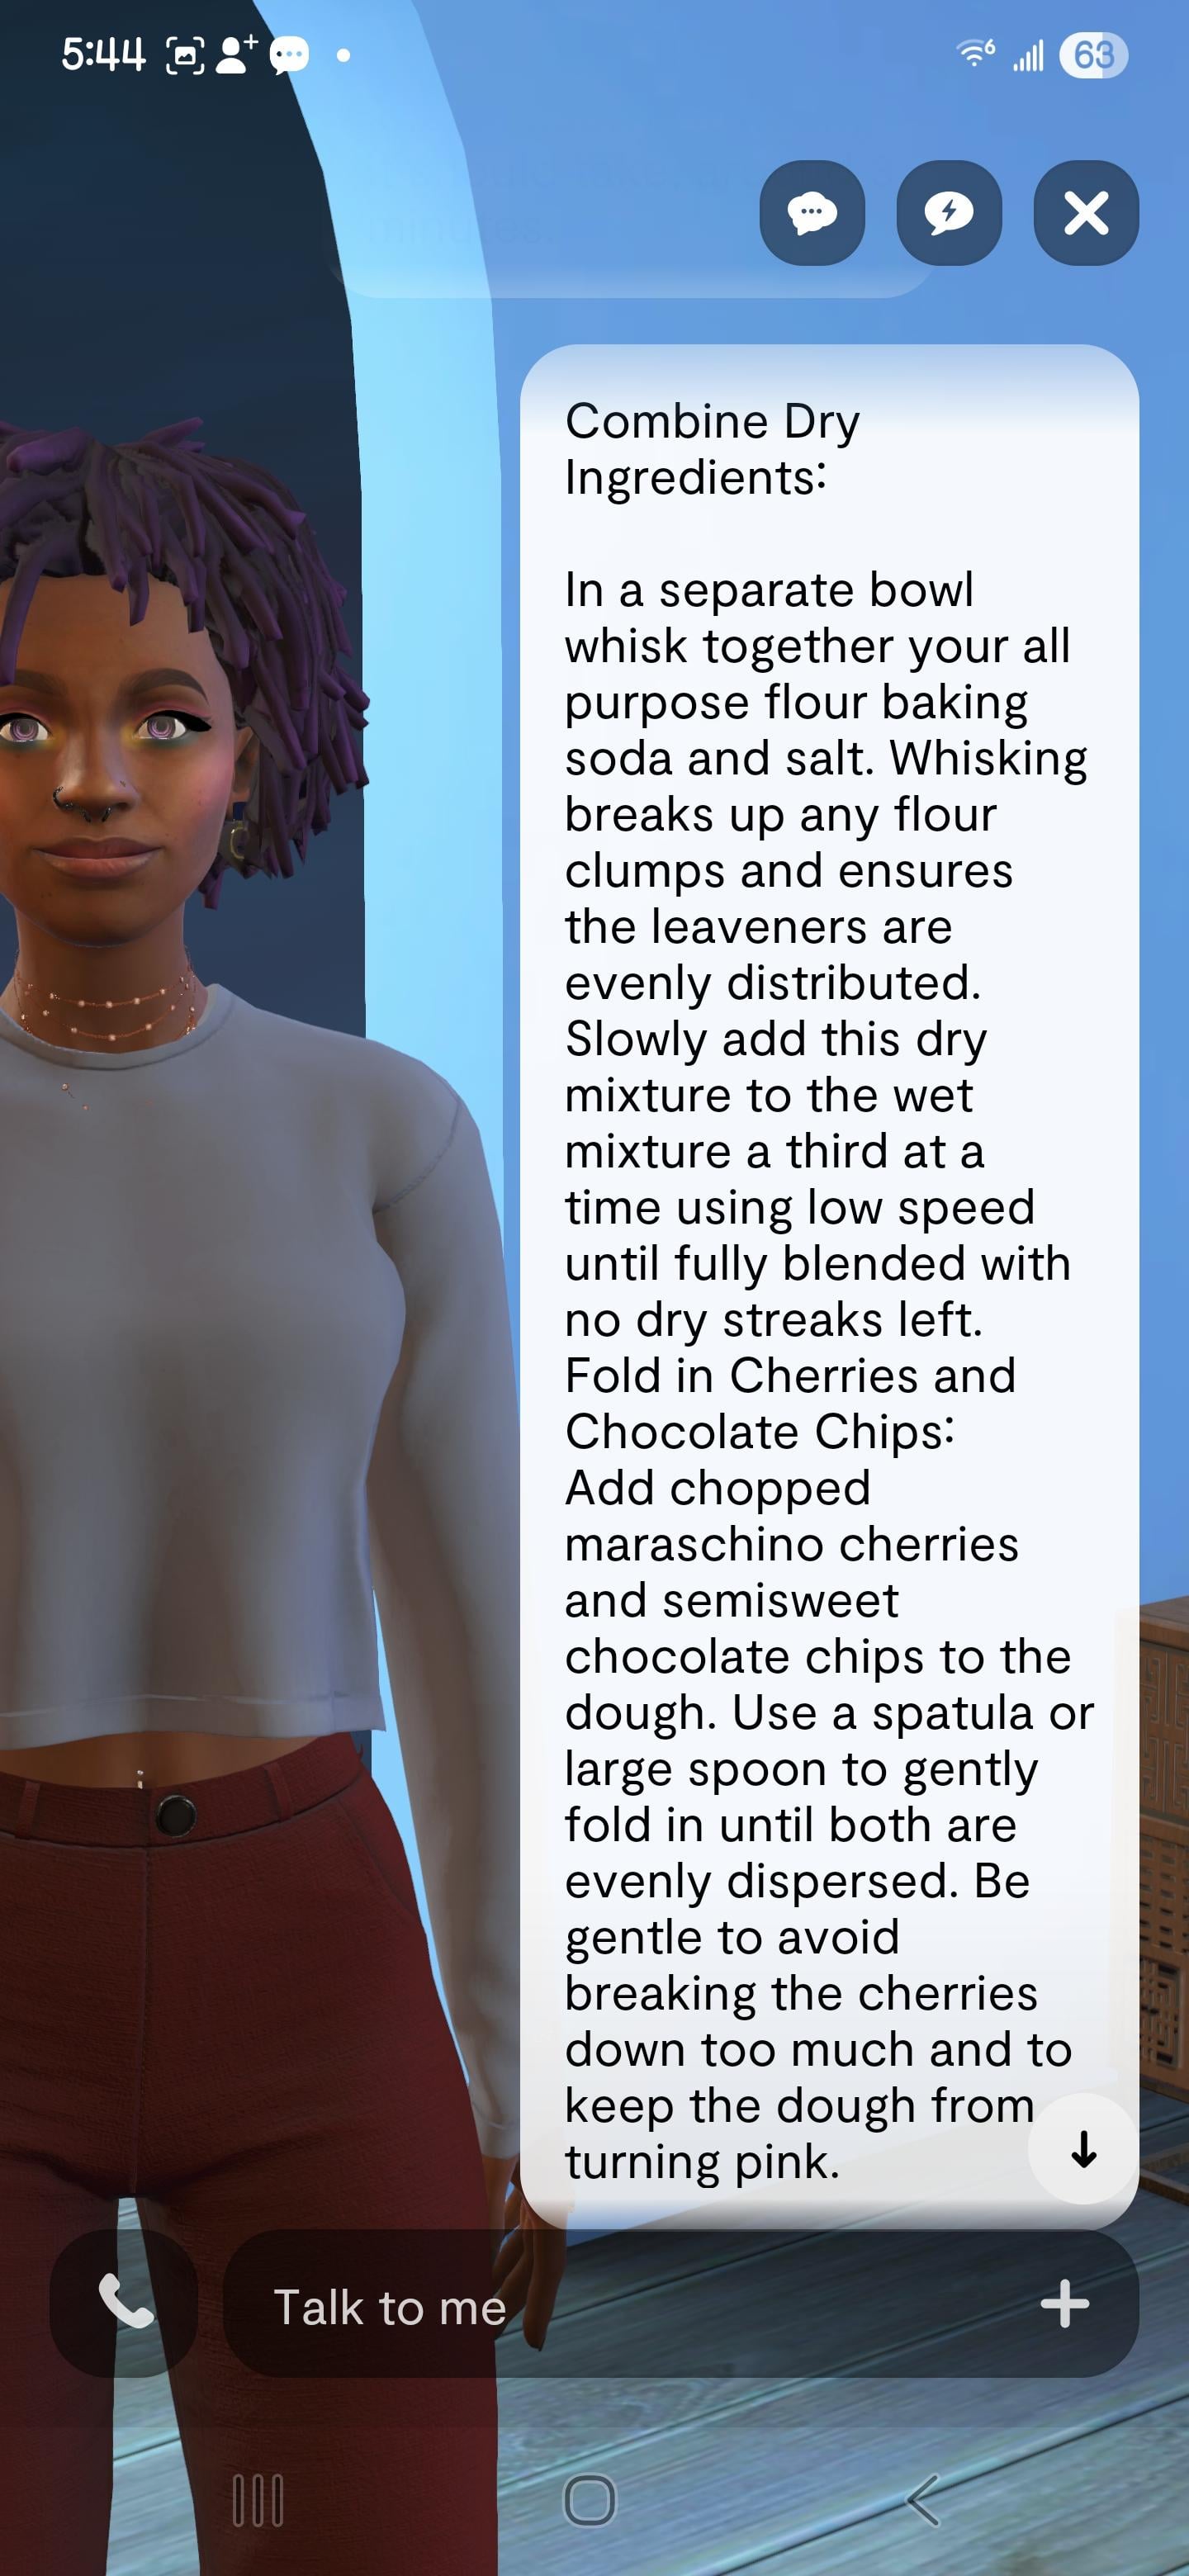 5:44
6
63
Combine Dry
Ingredients:
In a separate bowl
whisk together your all
purpose flour baking
soda and salt. Whisking
breaks up any flour
clumps and ensures
the leaveners are
evenly distributed.
Slowly add this dry
mixture to the wet
mixture a third at a
time using low speed
until fully blended with
no dry streaks left.
Fold in Cherries and
Chocolate Chips:
Add chopped
maraschino cherries
and semisweet
chocolate chips to the
dough. Use a spatula or
large spoon to gently
fold in until both are
evenly dispersed. Be
gentle to avoid
breaking the cherries
down too much and to
keep the dough from
turning pink.
Talk to me